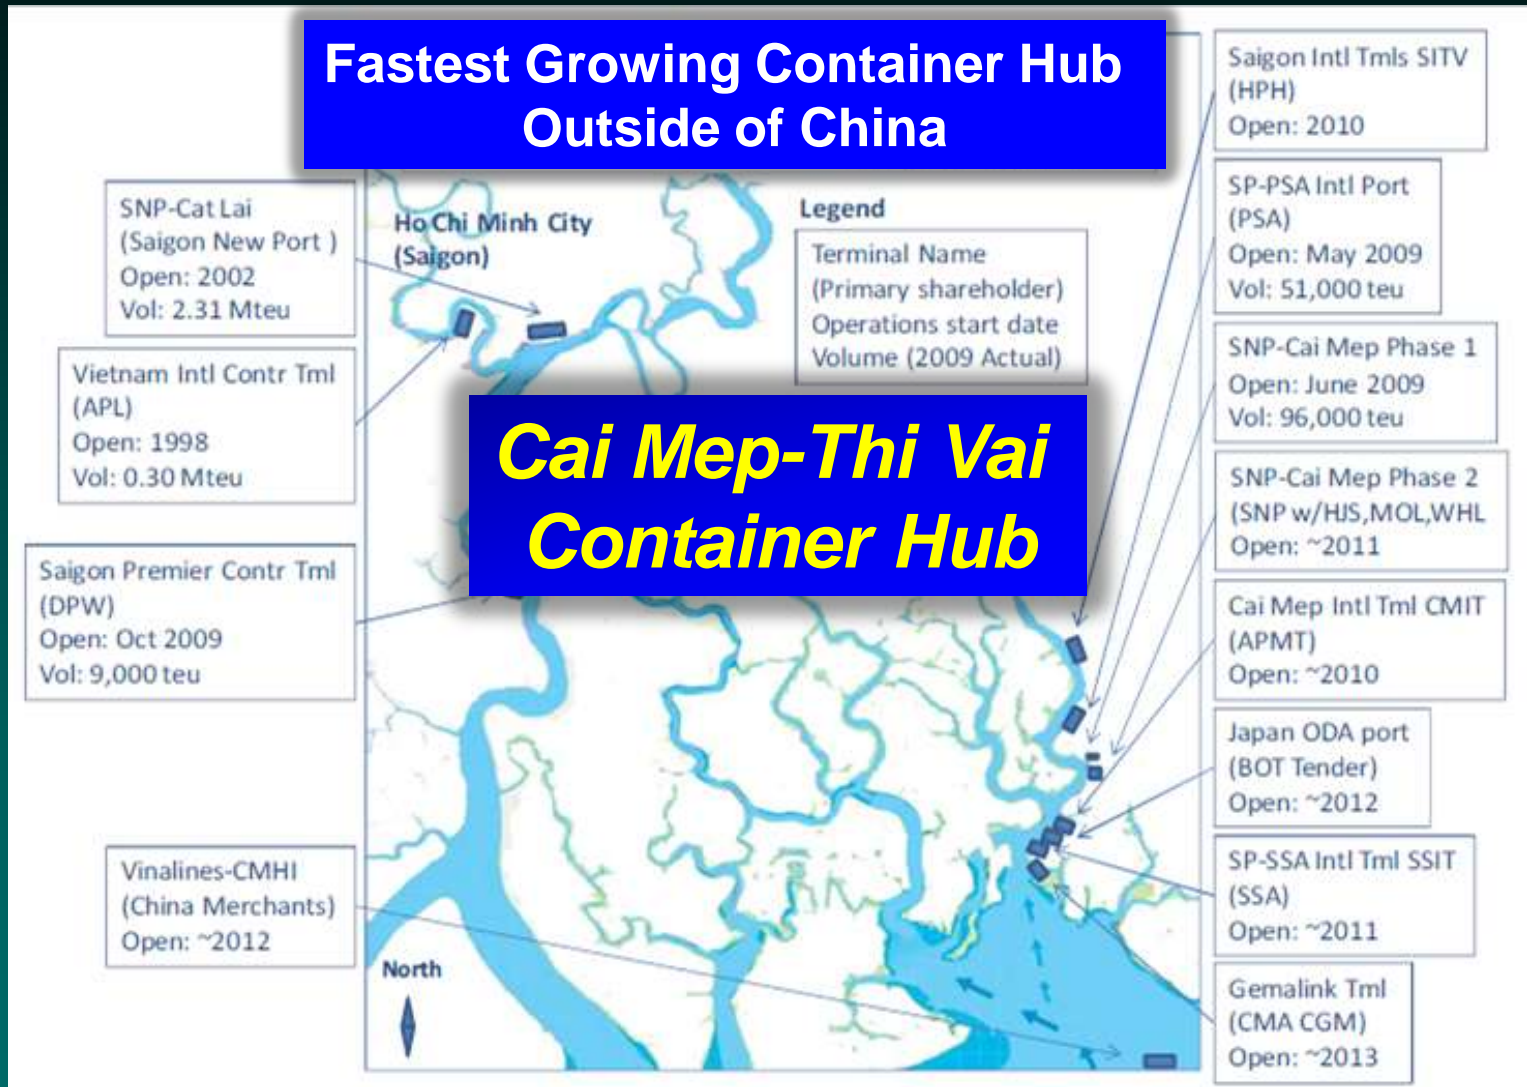 Fastest Growing Container Hub
Outside of China
SNP-Cat Lai
(Saigon New Port )
Open: 2002
Vol: 2.31 Mteu
Vietnam Intl Contr Tml
(APL)
Open: 1998
Vol: 0.30 Mteu
Saigon Premier Contr Tml
(DPW)
Open: Oct 2009
Vol: 9,000 teu
Vinalines-CMHI
(China Merchants)
Open: ~2012
Ho Chi Minh City
(Saigon)
Legend
Terminal Name
(Primary shareholder)
Operations start date
Volume (2009 Actual)
Cai Mep-Thi Vai
Container Hub
North
Saigon Intl Tmls SITV
(HPH)
Open: 2010
SP-PSA Intl Port
(PSA)
Open: May 2009
Vol: 51,000 teu
SNP-Cai Mep Phase 1
Open: June 2009
Vol: 96,000 teu
SNP-Cai Mep Phase 2
(SNP w/HJS,MOL,WHL
Open: ~2011
Cai Mep Intl Tml CMIT
(APMT)
Open: ~2010
Japan ODA port
(BOT Tender)
Open: ~2012
SP-SSA Intl Tml SSIT
(SSA)
Open: ~2011
Gemalink Tml
(CMA CGM)
Open: ~2013